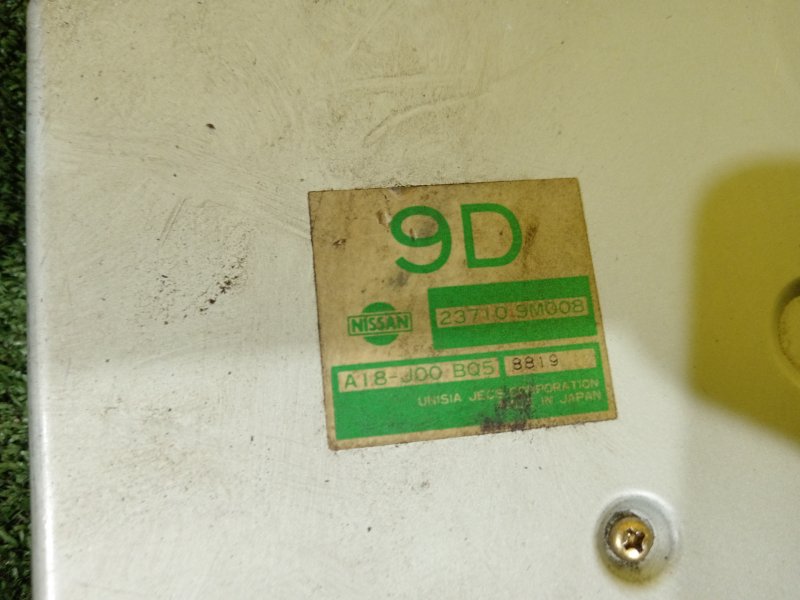 9D
NISSAN
23710 9M008
A18-J00 BQ5 8819
UNISIA JECS CORPORATION
IN JAPAN